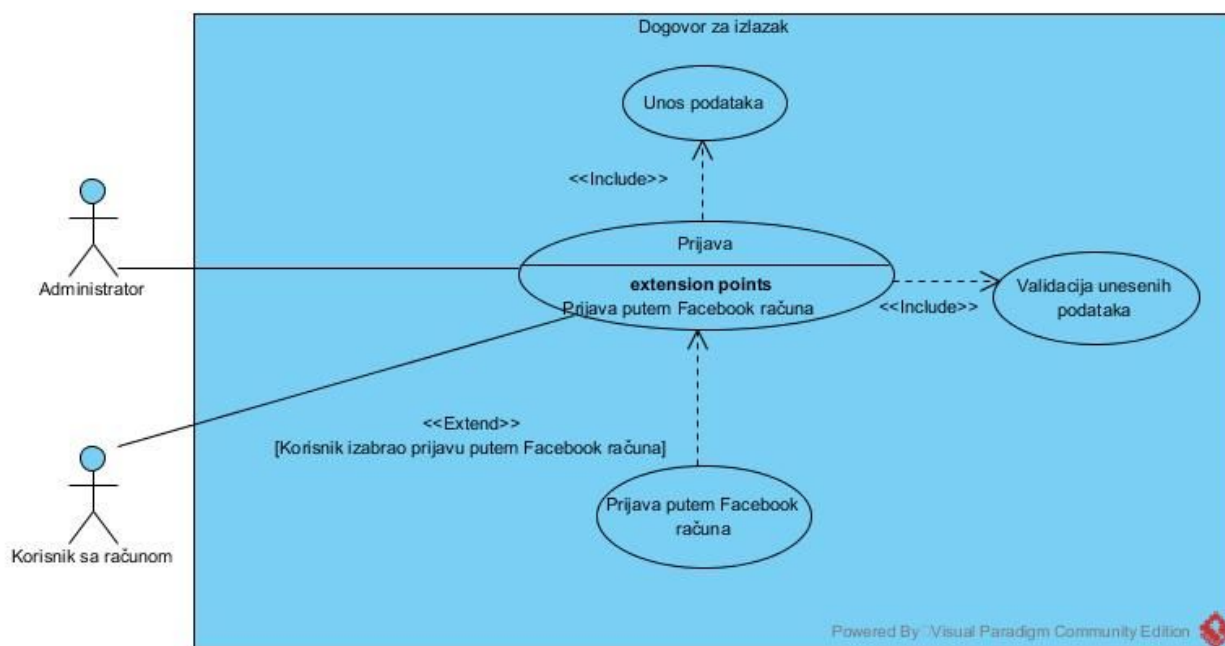 Dogovor za izlazak
Unos podataka
<<Include>>
Prijava
extension points
Prijava putem Facebook računa
<<Include>>
Validacija unesenih
podataka
Administrator
<<Extend>>
[Korisnik izabrao prijavu putem Facebook računa]
Prijava putem Facebook
računa
Korisnik sa računom
Powered By Visual Paradigm Community Edition